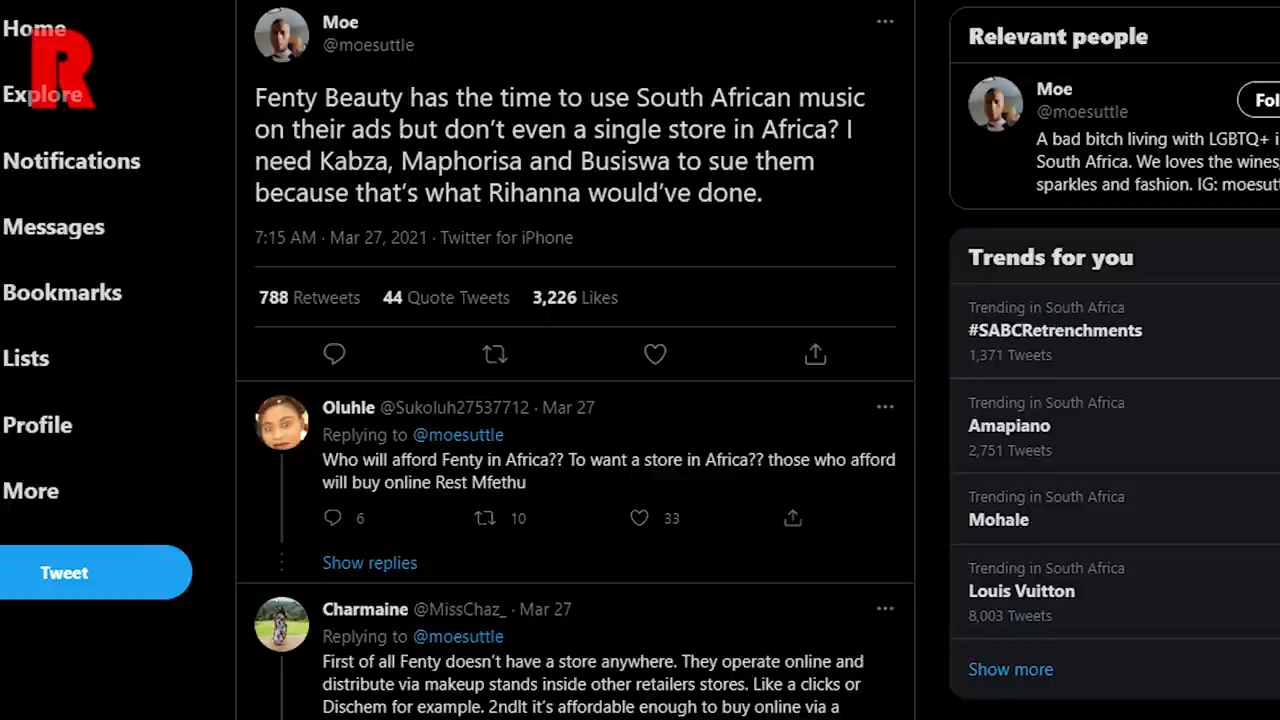 Home
R
Explore
Notifications
Messages
Bookmarks
Lists
Profile
More
Tweet
Moe
@moesuttle
Fenty Beauty has the time to use South African music
on their ads but don't even a single store in Africa? I
need Kabza, Maphorisa and Busiswa to sue them
because that's what Rihanna would've done.
7:15 AM · Mar 27, 2021 · Twitter for iPhone
788 Retweets 44 Quote Tweets 3,226 Likes
Oluhle @Sukoluh27537712 · Mar 27
Replying to @moesuttle
Who will afford Fenty in Africa?? To want a store in Africa?? those who afford
will buy online Rest Mfethu
6 10 33
Show replies
Charmaine @MissChaz_ · Mar 27
Replying to @moesuttle
First of all Fenty doesn't have a store anywhere. They operate online and
distribute via makeup stands inside other retailers stores. Like a clicks or
Dischem for example. 2ndlt it's affordable enough to buy online via a
Relevant people
Moe
@moesuttle
Fol
A bad bitch living with LGBTQ+ i
South Africa. We loves the wines,
sparkles and fashion. IG: moesutt
Trends for you
Trending in South Africa
#SABCRetrenchments
1,371 Tweets
Trending in South Africa
Amapiano
2,751 Tweets
Trending in South Africa
Mohale
Trending in South Africa
Louis Vuitton
8,003 Tweets
Show more